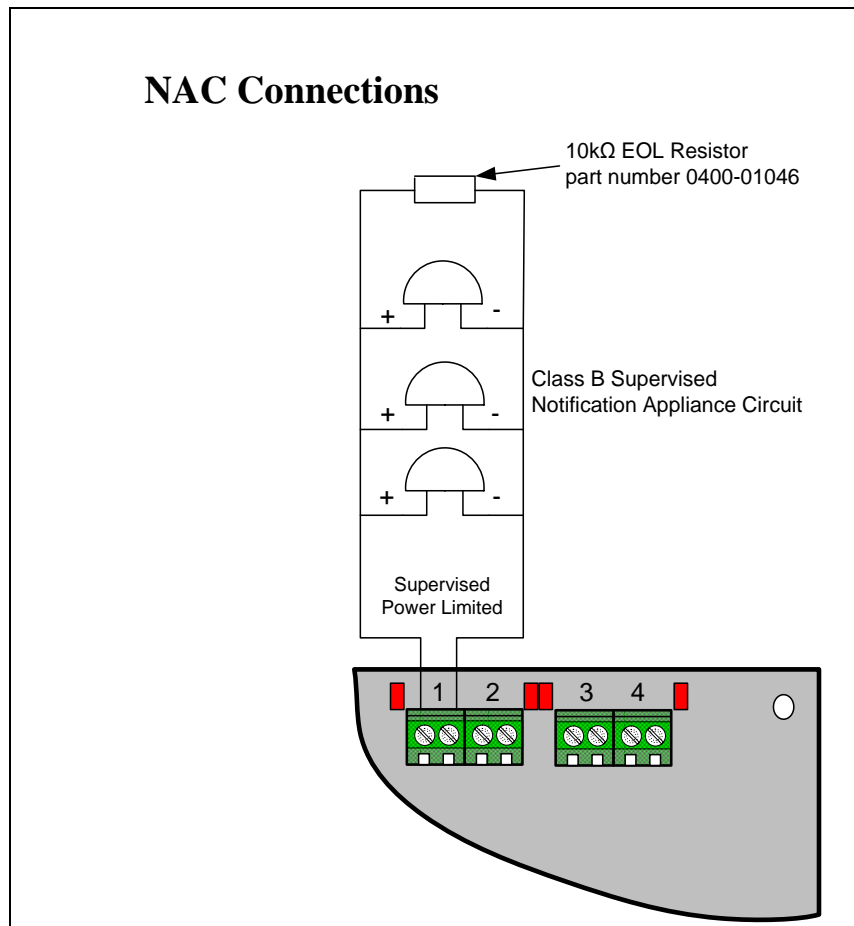 NAC Connections
10kΩ EOL Resistor
part number 0400-01046
+ -
+ -
Class B Supervised
Notification Appliance Circuit
+ -
Supervised
Power Limited
1 2 3 4